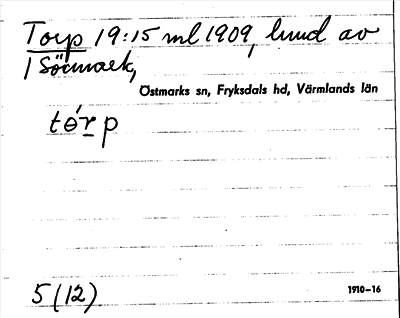 Torp 19:15 ml 1909, lund av
1 Sörmark,
Östmarks sn, Fryksdals hd, Värmlands län
tórp
5 (12)
1910-16